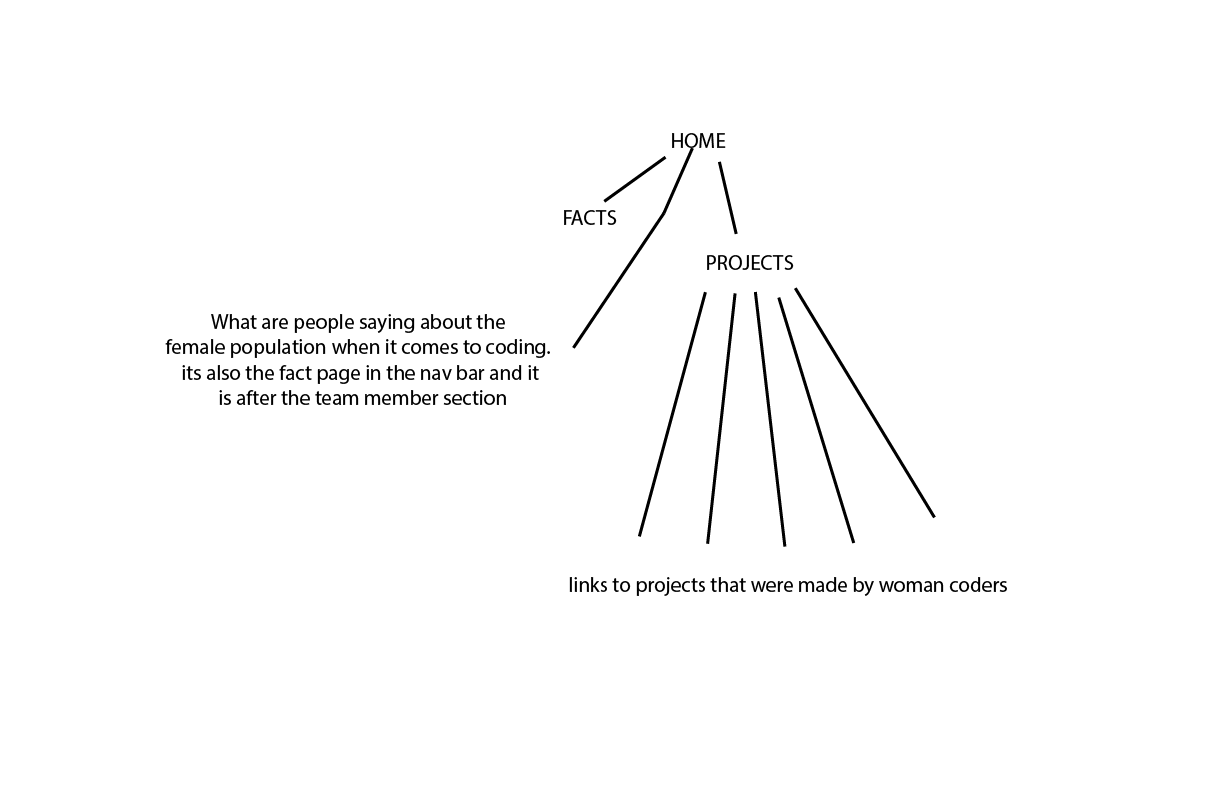 HOME
FACTS
PROJECTS
What are people saying about the
female population when it comes to coding.
its also the fact page in the nav bar and it
is after the team member section
links to projects that were made by woman coders